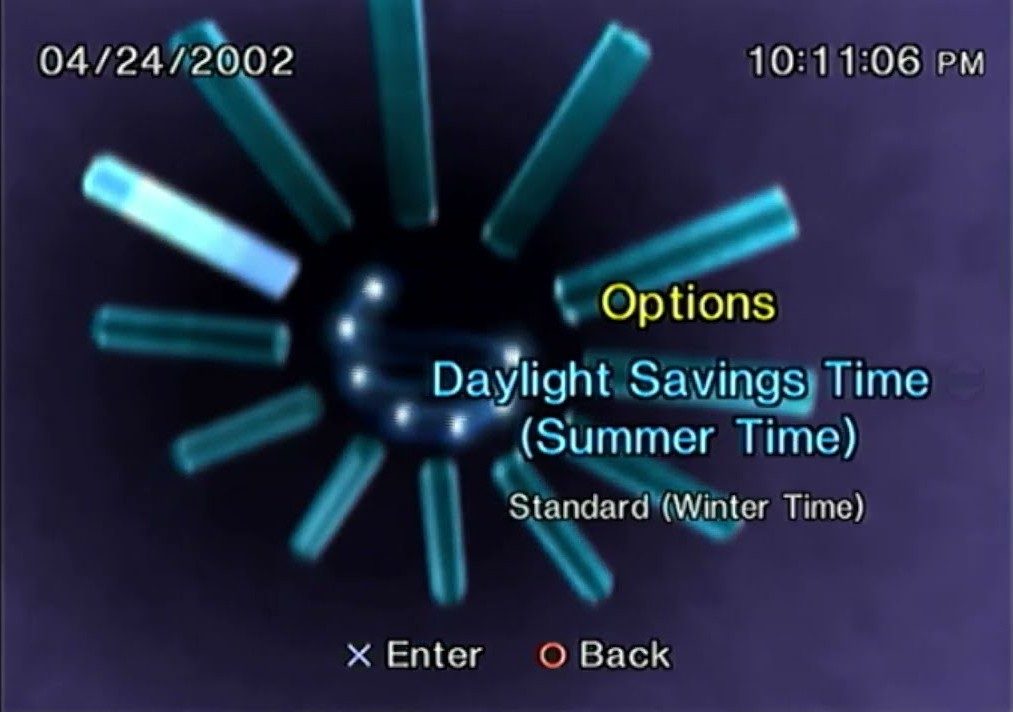 04/24/2002 10:11:06 PM
Options
Daylight Savings Time
(Summer Time)
Standard (Winter Time)
Enter Back